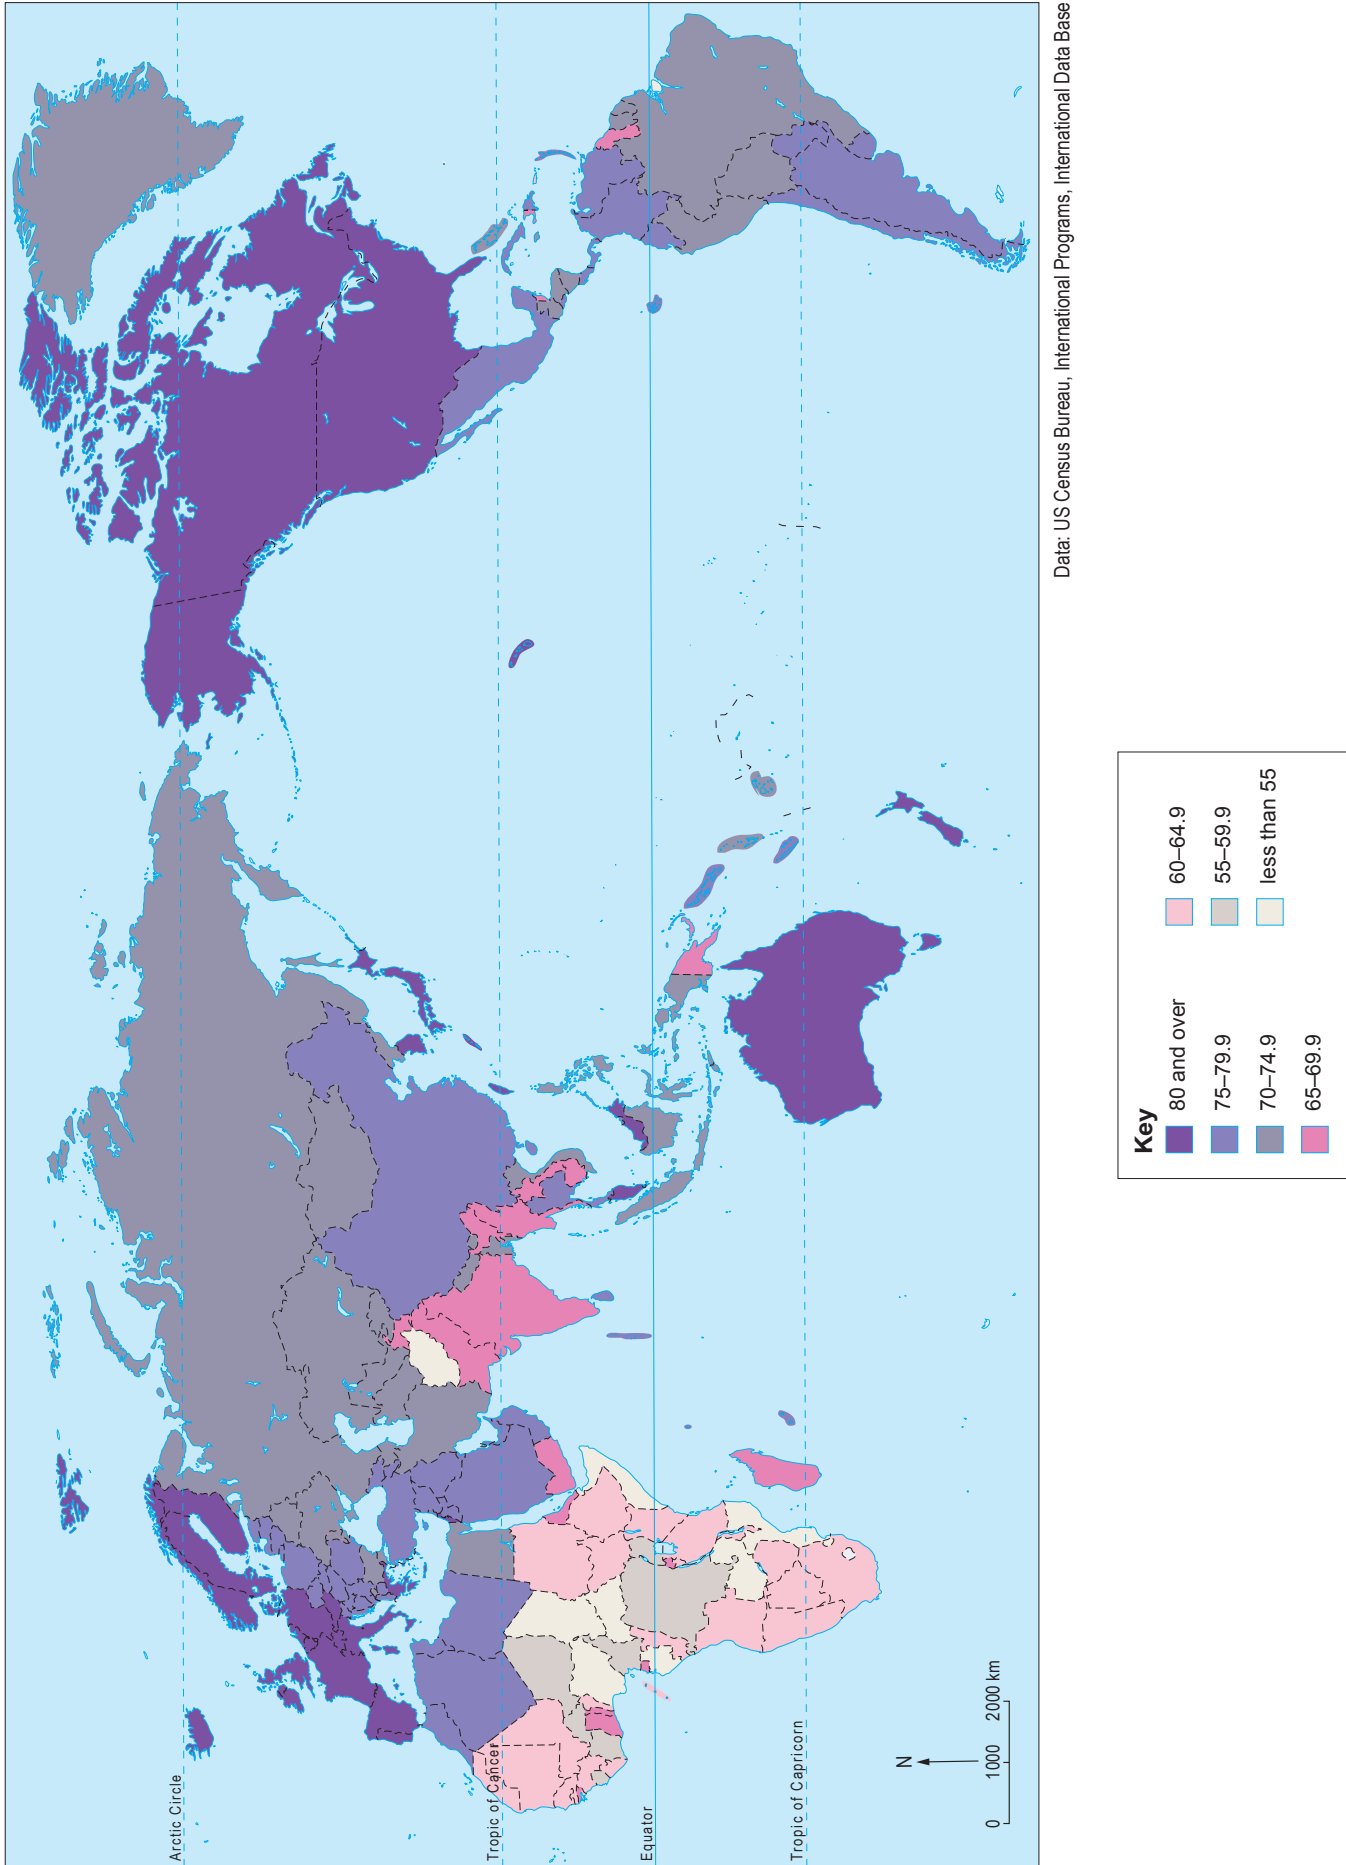 Arctic Circle
Tropic of Cancer
Equator
Tropic of Capricorn
N
0 1000 2000 km
Data: US Census Bureau, International Programs, International Data Base
Key
80 and over
75–79.9
70–74.9
65–69.9
60–64.9
55–59.9
less than 55